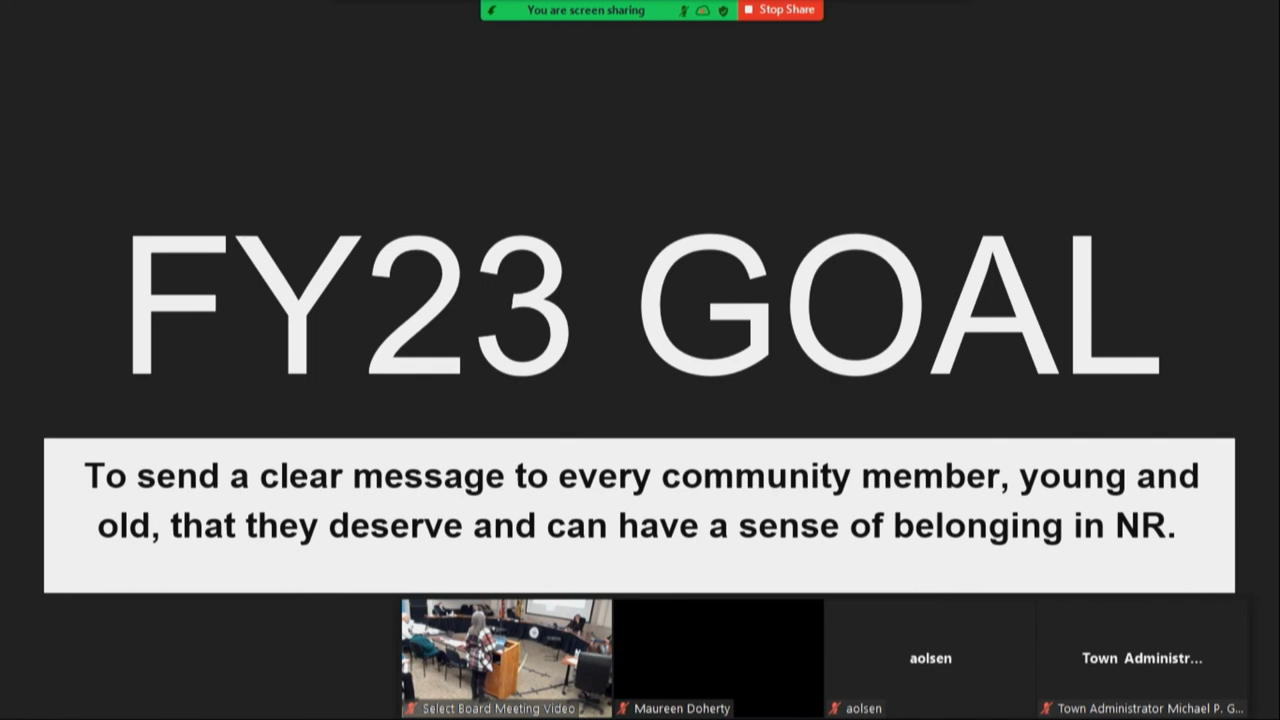 You are screen sharing
Stop Share
FY23 GOAL
To send a clear message to every community member, young and
old, that they deserve and can have a sense of belonging in NR.
aolsen
Town Administr...
Select Board Meeting Video
Maureen Doherty
aolsen
Town Administrator Michael P. G...